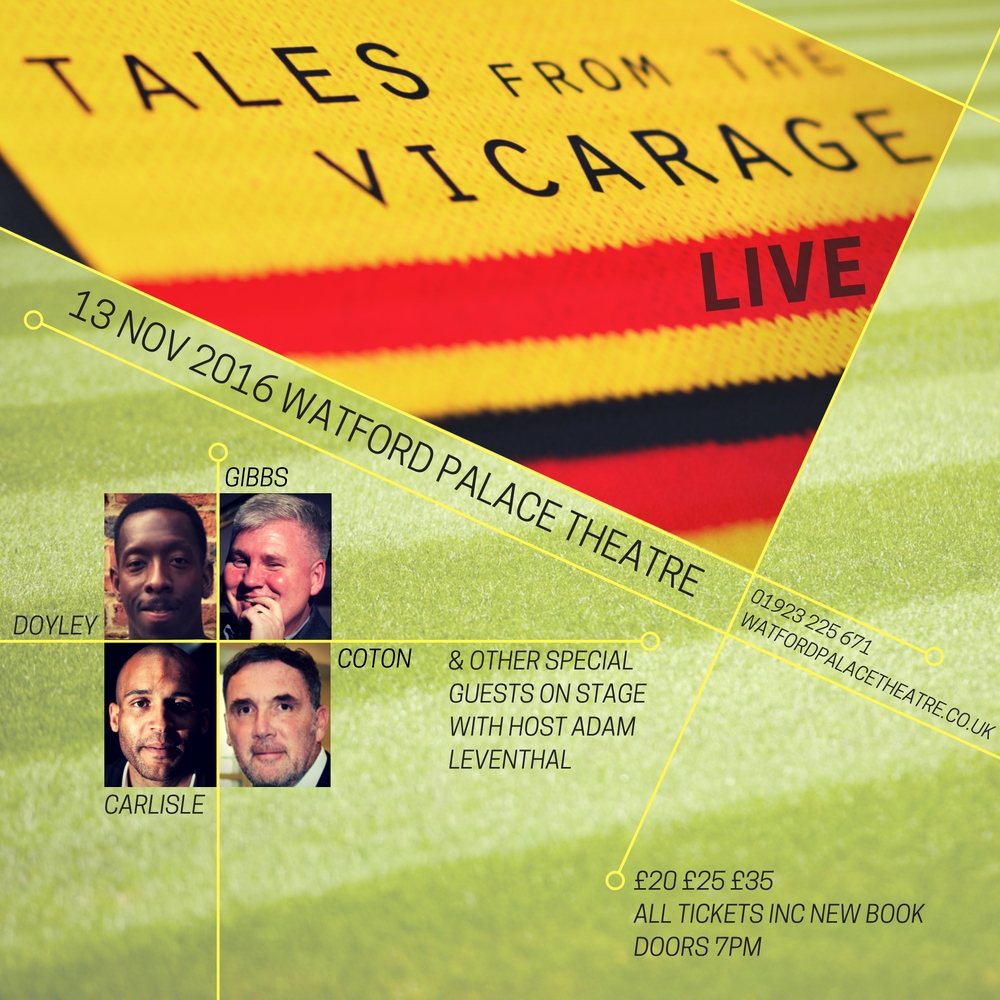 TALES FROM THE
VICARAGE
LIVE
13 NOV 2016 WATFORD PALACE THEATRE
GIBBS
DOYLEY
COTON
CARLISLE
& OTHER SPECIAL
GUESTS ON STAGE
WITH HOST ADAM
LEVENTHAL
01923 225 671
WATFORDPALACETHEATRE.CO.UK
£20 £25 £35
ALL TICKETS INC NEW BOOK
DOORS 7PM